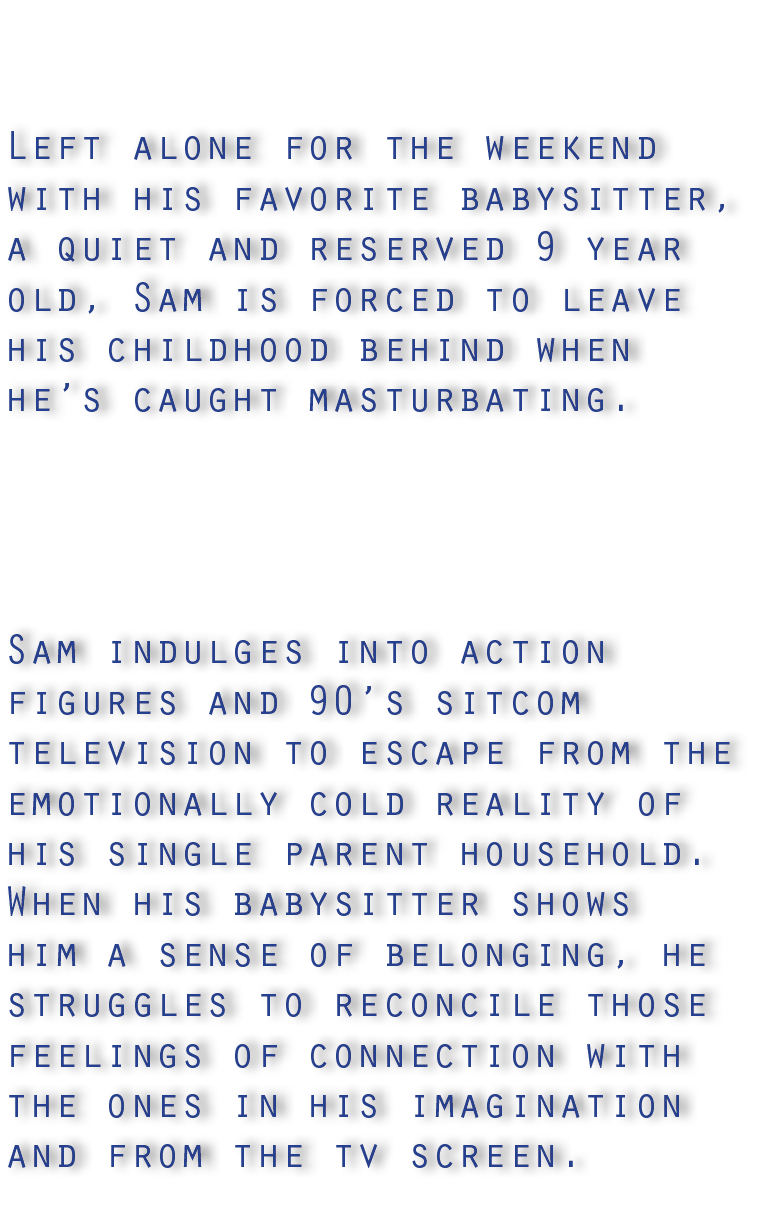 Left alone for the weekend
with his favorite babysitter,
a quiet and reserved 9 year
old, Sam is forced to leave
his childhood behind when
he's caught masturbating.
Sam indulges into action
figures and 90's sitcom
television to escape from the
emotionally cold reality of
his single parent household.
When his babysitter shows
him a sense of belonging, he
struggles to reconcile those
feelings of connection with
the ones in his imagination
and from the tv screen.